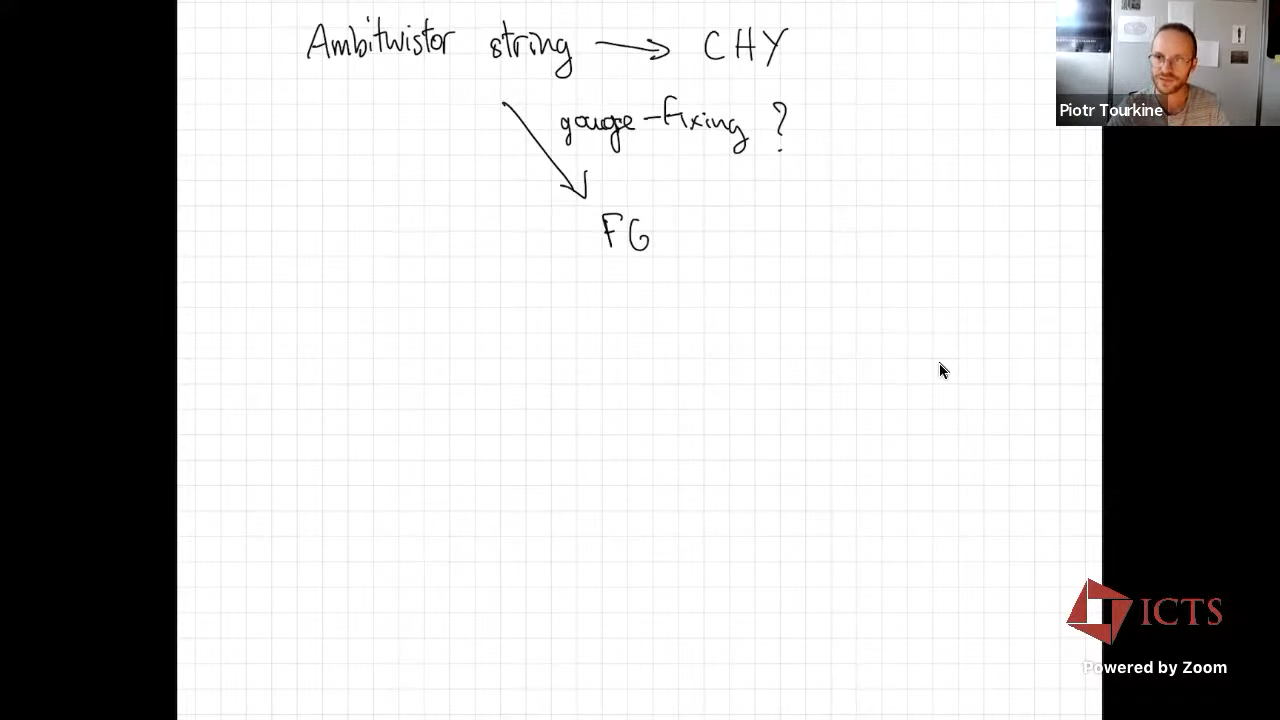 Ambitwistor string → CHY
gauge-fixing ?
FG
Piotr Tourkine
ICTS
Powered by Zoom